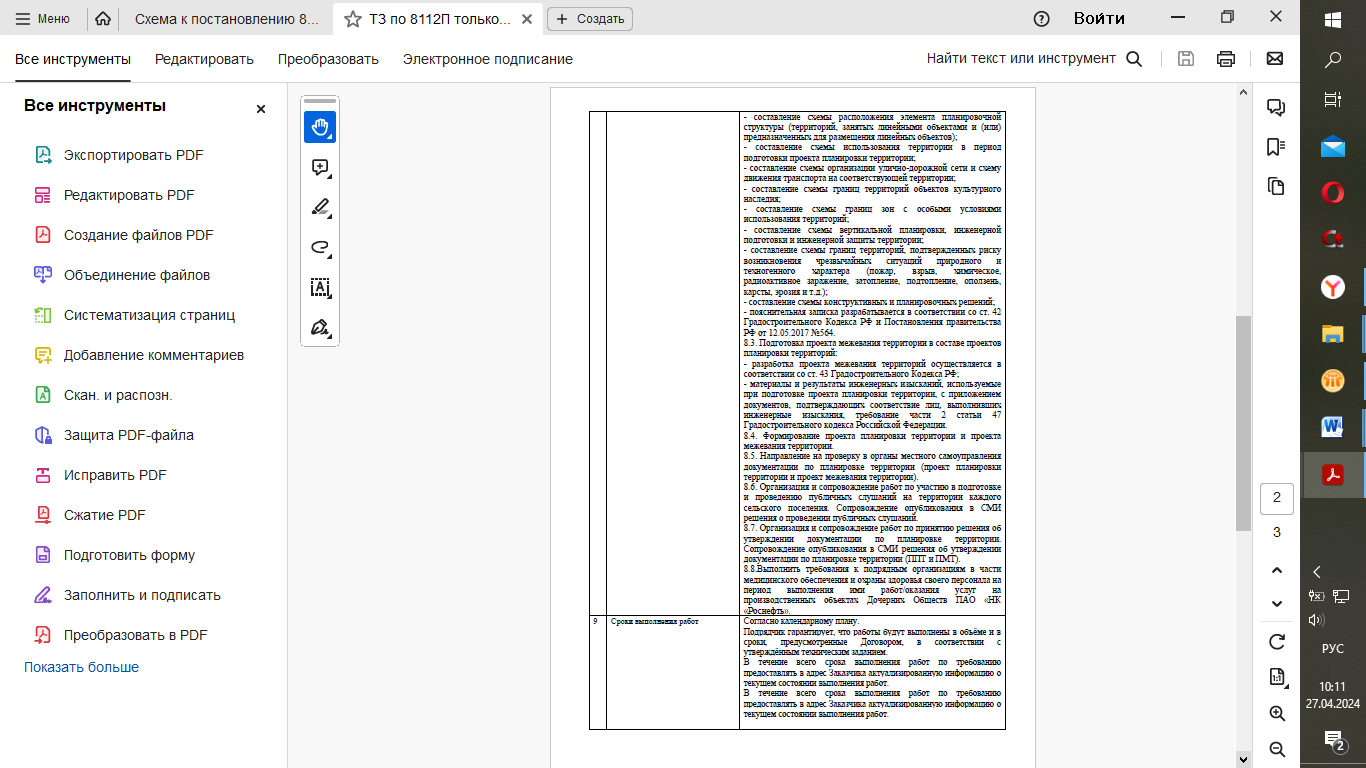 Меню
Схема к постановлению 8...
ТЗ по 8112П только...
Создать
Войти
Все инструменты
Редактировать
Преобразовать
Электронное подписание
Найти текст или инструмент
Все инструменты
Экспортировать PDF
Редактировать PDF
Создание файлов PDF
Объединение файлов
Систематизация страниц
Добавление комментариев
Скан. и распозн.
Защита PDF-файла
Исправить PDF
Сжатие PDF
Подготовить форму
Заполнить и подписать
Преобразовать в PDF
Показать больше
- составление схемы расположения элемента планировочной
структуры (территорий, занятых линейными объектами и (или)
предназначенных для размещения линейных объектов);
- составление схемы использования территории в период
подготовки проекта планировки территории;
- составление схемы организации улично-дорожной сети и схему
движения транспорта на соответствующей территории;
- составление схемы границ территорий объектов культурного
наследия;
- составление схемы границ зон с особыми условиями
использования территорий;
- составление схемы вертикальной планировки, инженерной
подготовки и инженерной защиты территории;
- составление схемы границ территорий, подтвержденных риску
возникновения чрезвычайных ситуаций природного и
техногенного характера (пожар, взрыв, химическое,
радиоактивное заражение, затопление, подтопление, оползень,
карсты, эрозия и т.д.);
- составление схемы конструктивных и планировочных решений;
- пояснительная записка разрабатывается в соответствии со ст. 42
Градостроительного Кодекса РФ и Постановления правительства
РФ от 12.05.2017 №564.
8.3. Подготовка проекта межевания территории в составе проектов
планировки территорий:
- разработка проекта межевания территорий осуществляется в
соответствии со ст. 43 Градостроительного Кодекса РФ;
- материалы и результаты инженерных изысканий, используемые
при подготовке проекта планировки территории, с приложением
документов, подтверждающих соответствие лиц, выполнивших
инженерные изыскания, требование части 2 статьи 47
Градостроительного кодекса Российской Федерации.
8.4. Формирование проекта планировки территории и проекта
межевания территории.
8.5. Направление на проверку в органы местного самоуправления
документации по планировке территории (проект планировки
территории и проект межевания территории).
8.6. Организация и сопровождение работ по участию в подготовке
и проведению публичных слушаний на территории каждого
сельского поселения. Сопровождение опубликования в СМИ
решения о проведении публичных слушаний.
8.7. Организация и сопровождение работ по принятию решения об
утверждении документации по планировке территории.
Сопровождение опубликования в СМИ решения об утверждении
документации по планировке территории (ППТ и ПМТ).
8.8.Выполнить требования к подрядным организациям в части
медицинского обеспечения и охраны здоровья своего персонала на
период выполнения ими работ/оказания услуг на
производственных объектах Дочерних Обществ ПАО «НК
«Роснефть».
9 Сроки выполнения работ
Согласно календарному плану.
Подрядчик гарантирует, что работы будут выполнены в объёме и в
сроки, предусмотренные Договором, в соответствии с
утверждённым техническим заданием.
В течение всего срока выполнения работ по требованию
предоставлять в адрес Заказчика актуализированную информацию о
текущем состоянии выполнения работ.
В течение всего срока выполнения работ по требованию
предоставлять в адрес Заказчика актуализированную информацию о
текущем состоянии выполнения работ.
2
3
1:1
РУС
10:11
27.04.2024
2